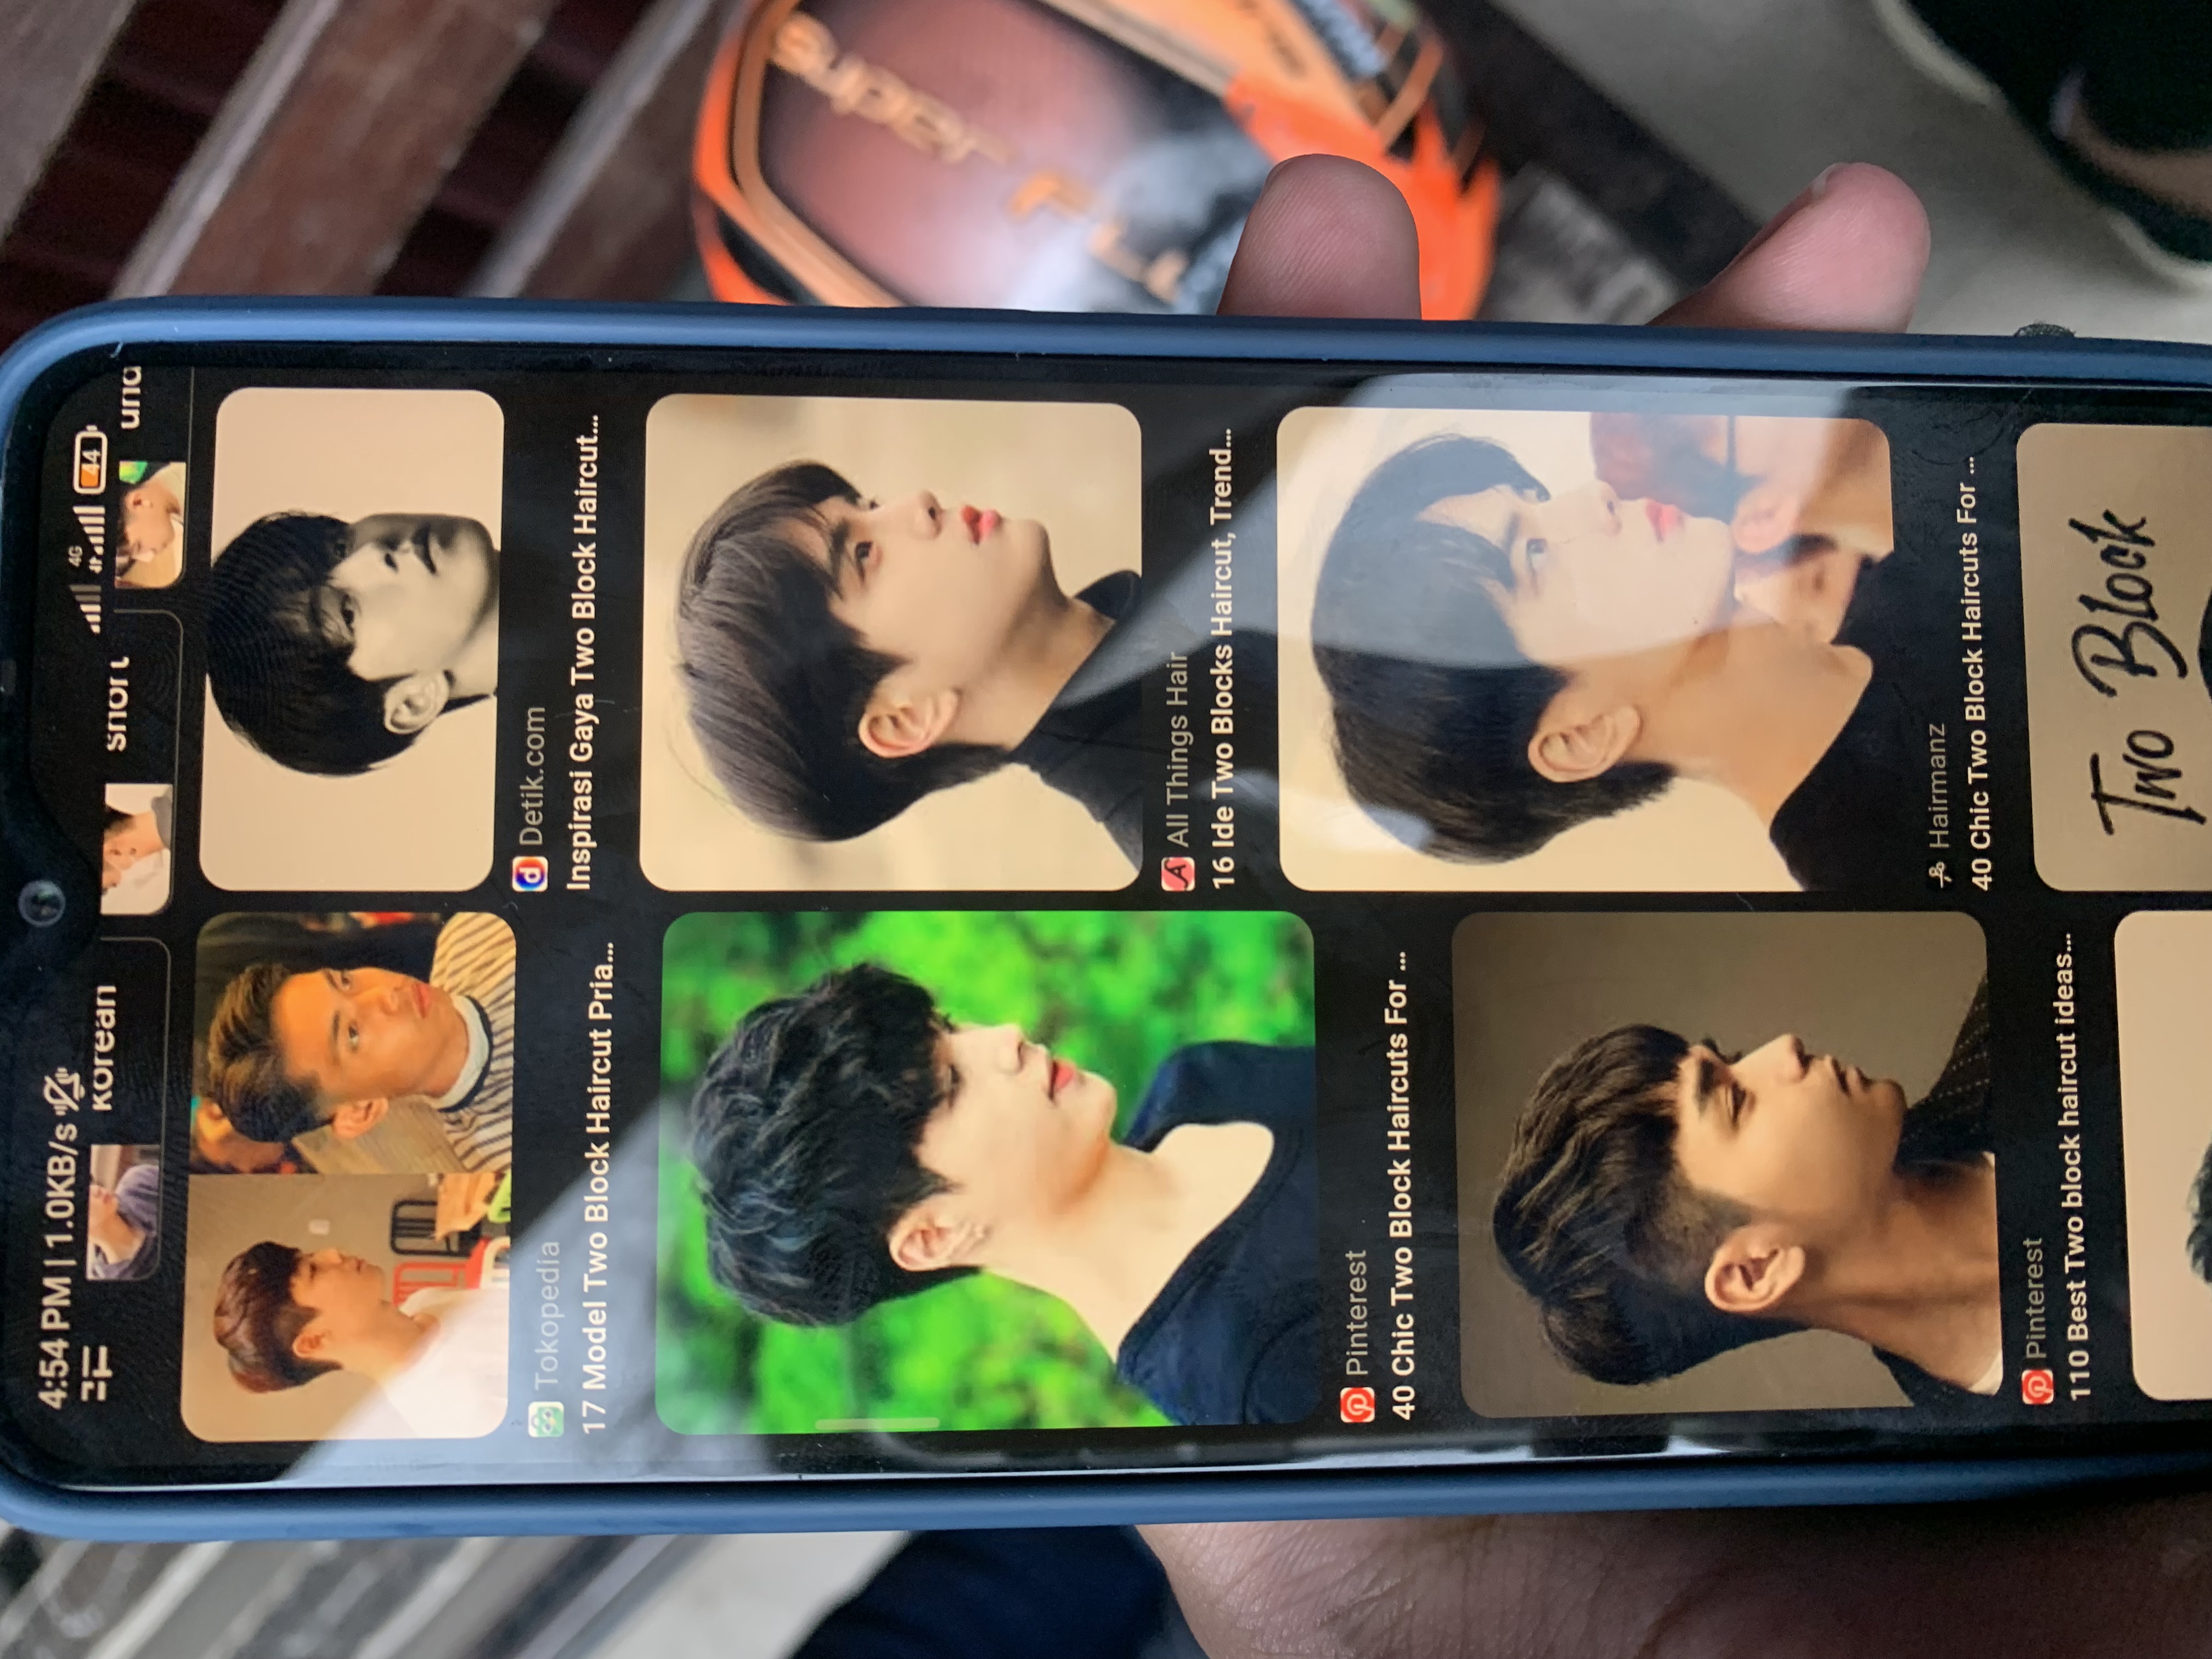 4:54 PM | 1.0KB/s
4G
44
Korean
short
Tokopedia
17 Model Two Block Haircut Pria...
Detik.com
Inspirasi Gaya Two Block Haircut...
Pinterest
40 Chic Two Block Haircuts For ...
All Things Hair
16 Ide Two Blocks Haircut, Trend...
Pinterest
110 Best Two block haircut ideas...
Hairmanz
40 Chic Two Block Haircuts For ...
Two Block